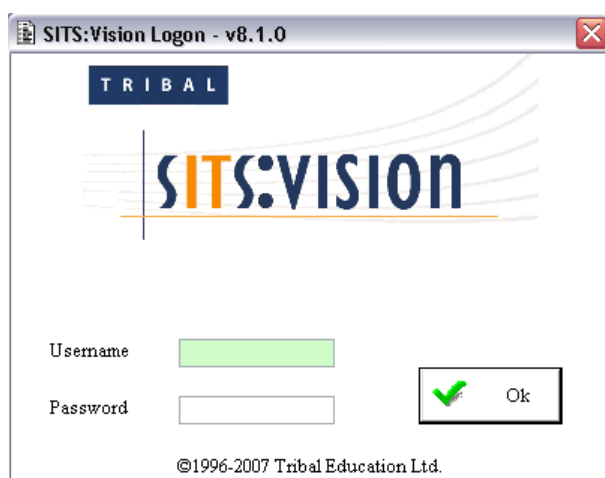 SITS:Vision Logon - v8.1.0
TRIBAL
SITS:VISION
Username
Ok
Password
©1996-2007 Tribal Education Ltd.